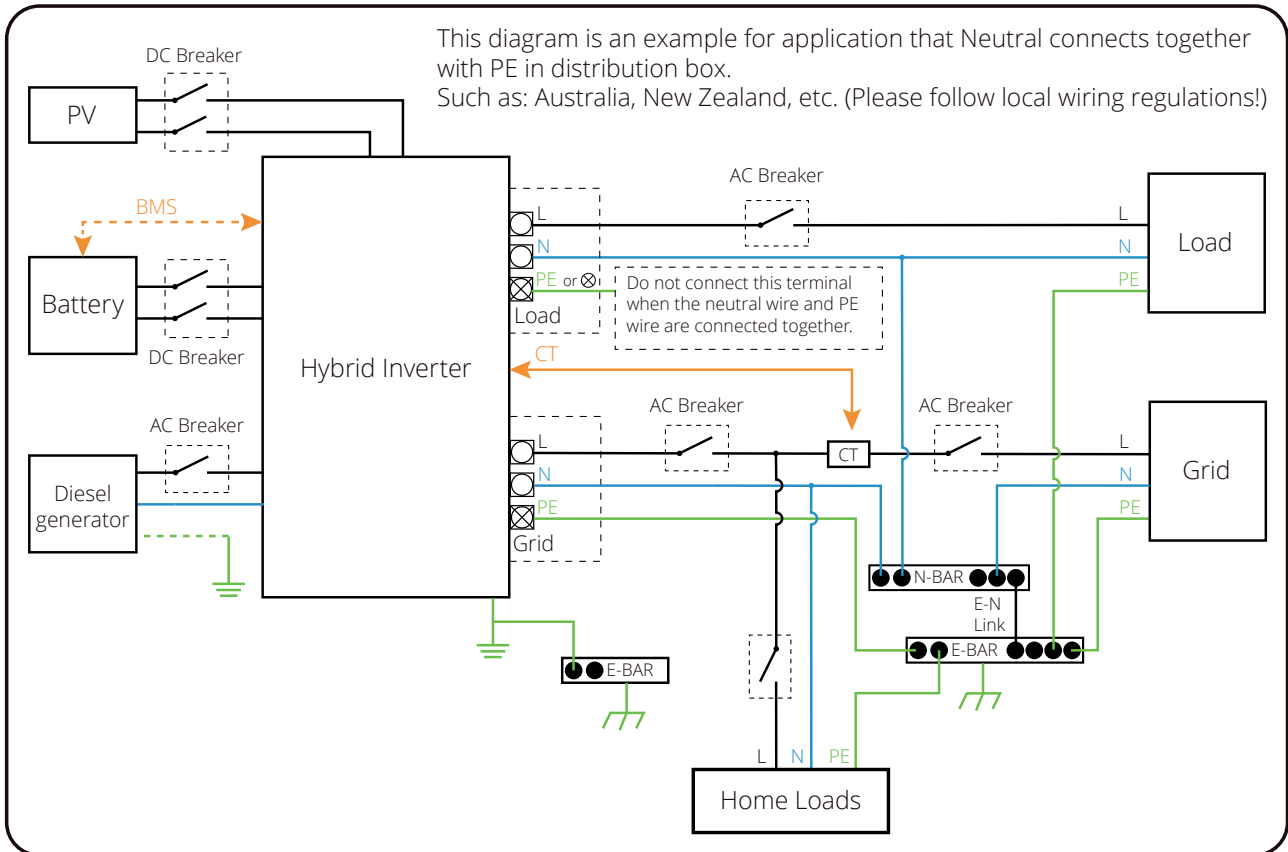 This diagram is an example for application that Neutral connects together
with PE in distribution box.
Such as: Australia, New Zealand, etc. (Please follow local wiring regulations!)
DC Breaker
PV
BMS
Battery
DC Breaker
AC Breaker
Diesel
generator
Hybrid Inverter
L
N
PE or ⊗
Load
Do not connect this terminal
when the neutral wire and PE
wire are connected together.
AC Breaker
L
N
PE
Load
CT
AC Breaker
CT
AC Breaker
L
N
PE
Grid
L
N
PE
Grid
N-BAR
E-N
Link
E-BAR
E-BAR
L
N
PE
Home Loads